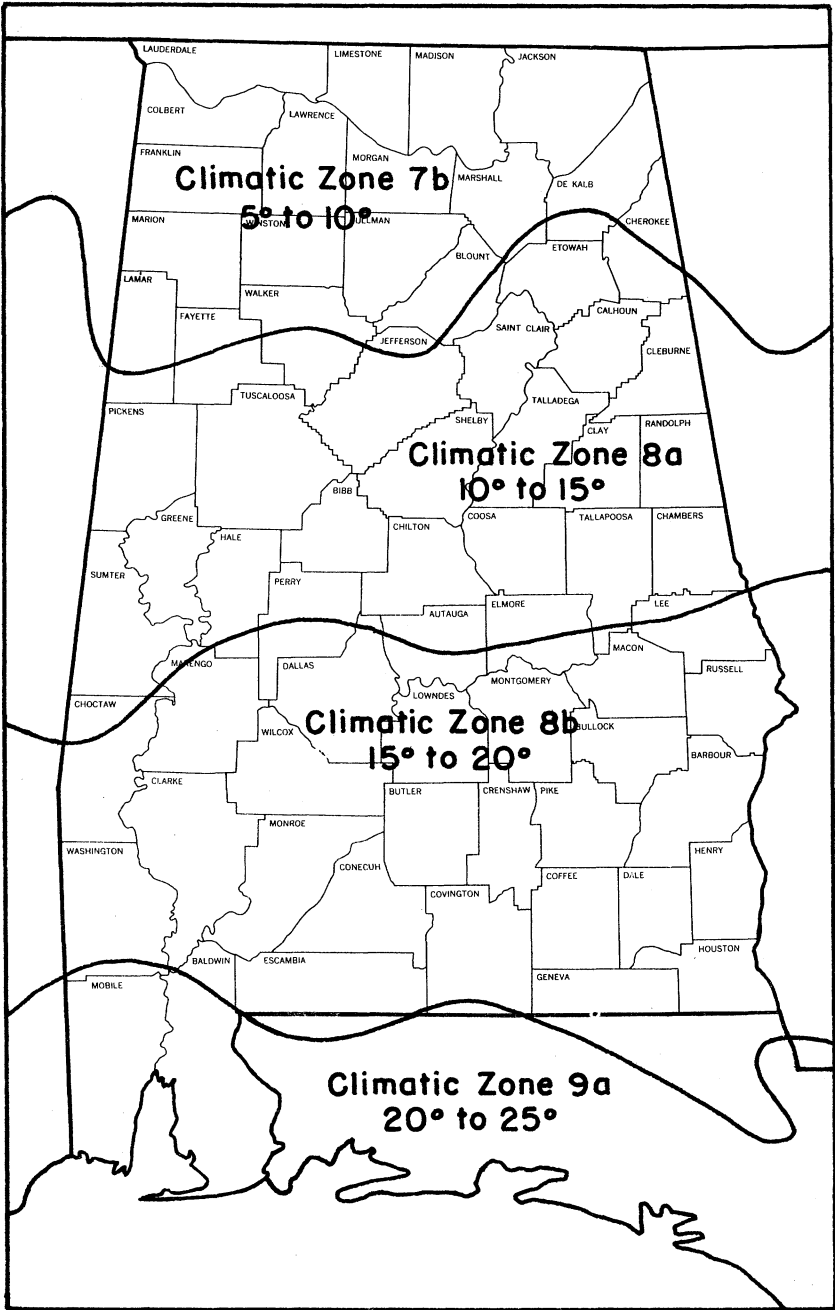 LAUDERDALE
LIMESTONE
MADISON
JACKSON
COLBERT
LAWRENCE
FRANKLIN
MORGAN
MARSHALL
DE KALB
Climatic Zone 7b
5° to 10°
MARION
WINSTON
CULLMAN
CHEROKEE
ETOWAH
BLOUNT
LAMAR
WALKER
FAYETTE
CALHOUN
SAINT CLAIR
JEFFERSON
CLEBURNE
TUSCALOOSA
TALLADEGA
PICKENS
SHELBY
CLAY
RANDOLPH
Climatic Zone 8a
10° to 15°
BIBB
GREENE
CHILTON
COOSA
TALLAPOOSA
CHAMBERS
HALE
SUMTER
PERRY
ELMORE
LEE
AUTAUGA
MACON
MARENGO
DALLAS
RUSSELL
MONTGOMERY
LOWNDES
CHOCTAW
Climatic Zone 8b
15° to 20°
WILCOX
BULLOCK
BARBOUR
CLARKE
BUTLER
CRENSHAW
PIKE
MONROE
WASHINGTON
HENRY
CONECUH
COFFEE
DALE
COVINGTON
HOUSTON
BALDWIN
ESCAMBIA
GENEVA
MOBILE
Climatic Zone 9a
20° to 25°